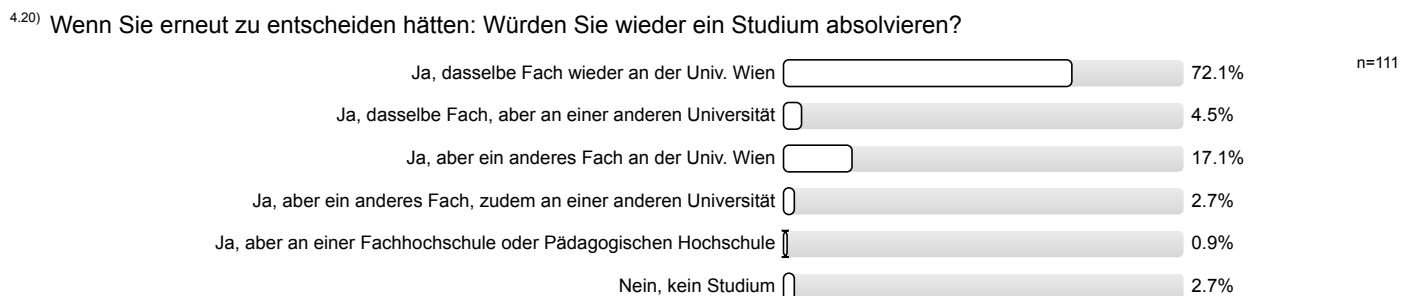 4.20) Wenn Sie erneut zu entscheiden hätten: Würden Sie wieder ein Studium absolvieren?
n=111
Ja, dasselbe Fach wieder an der Univ. Wien 72.1%
Ja, dasselbe Fach, aber an einer anderen Universität 4.5%
Ja, aber ein anderes Fach an der Univ. Wien 17.1%
Ja, aber ein anderes Fach, zudem an einer anderen Universität 2.7%
Ja, aber an einer Fachhochschule oder Pädagogischen Hochschule 0.9%
Nein, kein Studium 2.7%